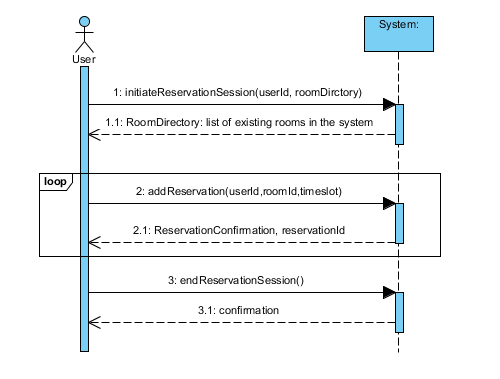 System:
User
1: initiateReservationSession(userId, roomDirctory)
1.1: RoomDirectory: list of existing rooms in the system
loop
2: addReservation(userId,roomId,timeslot)
2.1: ReservationConfirmation, reservationId
3: endReservationSession()
3.1: confirmation